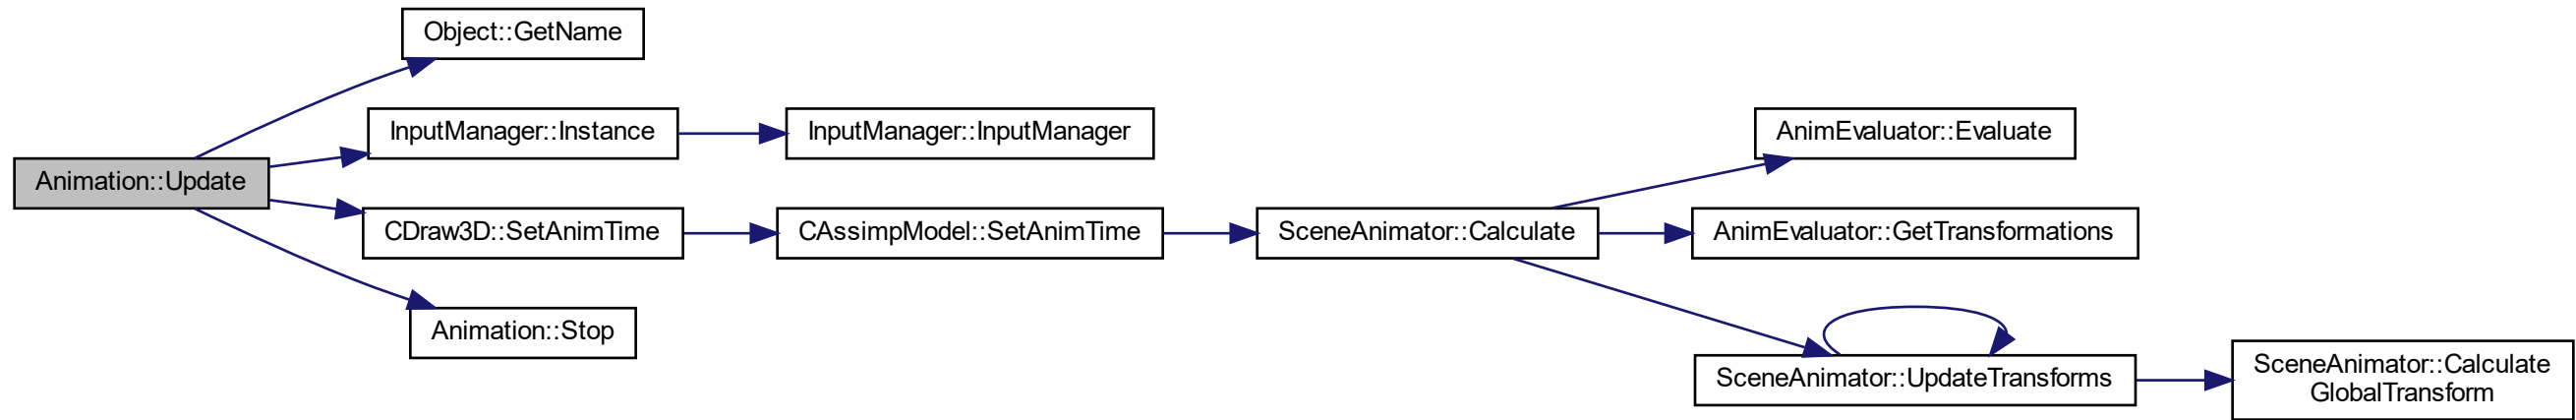 Object::GetName
InputManager::Instance
InputManager::InputManager
AnimEvaluator::Evaluate
Animation::Update
CDraw3D::SetAnimTime
CAssimpModel::SetAnimTime
SceneAnimator::Calculate
AnimEvaluator::GetTransformations
Animation::Stop
SceneAnimator::UpdateTransforms
SceneAnimator::Calculate
GlobalTransform